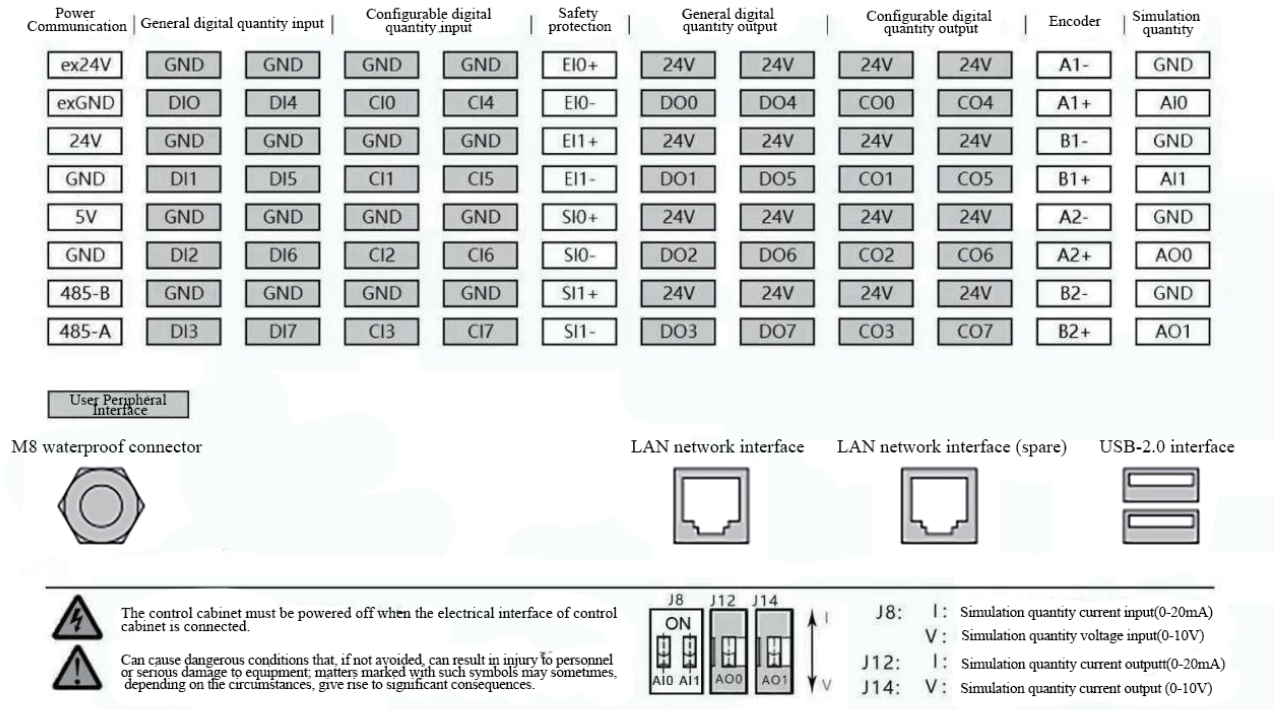 Power Communication | General digital quantity input | Configurable digital quantity input | Safety protection | General digital quantity output | Configurable digital quantity output | Encoder | Simulation quantity
ex24V GND GND GND GND EI0+ 24V 24V 24V 24V A1- GND
exGND DIO DI4 CI0 CI4 EI0- DO0 DO4 CO0 CO4 A1+ AI0
24V GND GND GND GND EI1+ 24V 24V 24V 24V B1- GND
GND DI1 DI5 CI1 CI5 EI1- DO1 DO5 CO1 CO5 B1+ AI1
5V GND GND GND GND SI0+ 24V 24V 24V 24V A2- GND
GND DI2 DI6 CI2 CI6 SI0- DO2 DO6 CO2 CO6 A2+ AO0
485-B GND GND GND GND SI1+ 24V 24V 24V 24V B2- GND
485-A DI3 DI7 CI3 CI7 SI1- DO3 DO7 CO3 CO7 B2+ AO1
User Peripheral
Interface
M8 waterproof connector
LAN network interface
LAN network interface (spare)
USB-2.0 interface
The control cabinet must be powered off when the electrical interface of control
cabinet is connected.
Can cause dangerous conditions that, if not avoided, can result in injury to personnel
or serious damage to equipment; matters marked with such symbols may sometimes,
depending on the circumstances, give rise to significant consequences.
J8 J12 J14
ON
AI0 AI1 AO0 AO1
I
V
J8: I: Simulation quantity current input(0-20mA)
V: Simulation quantity voltage input(0-10V)
J12: I: Simulation quantity current outputt(0-20mA)
J14: V: Simulation quantity current output (0-10V)